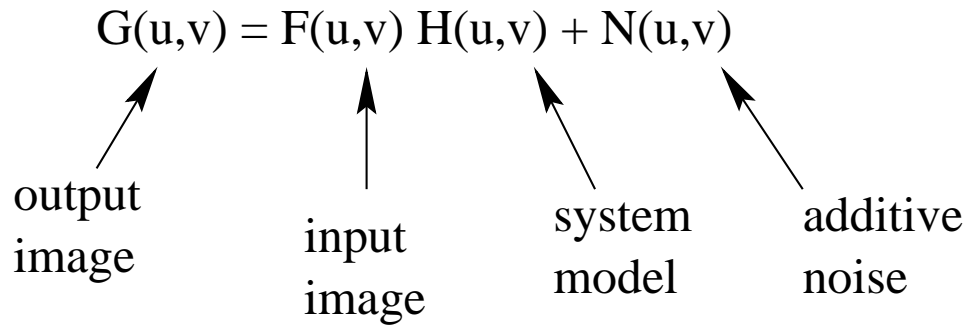 G(u,v) = F(u,v) H(u,v) + N(u,v)
output
image
input
image
system
model
additive
noise